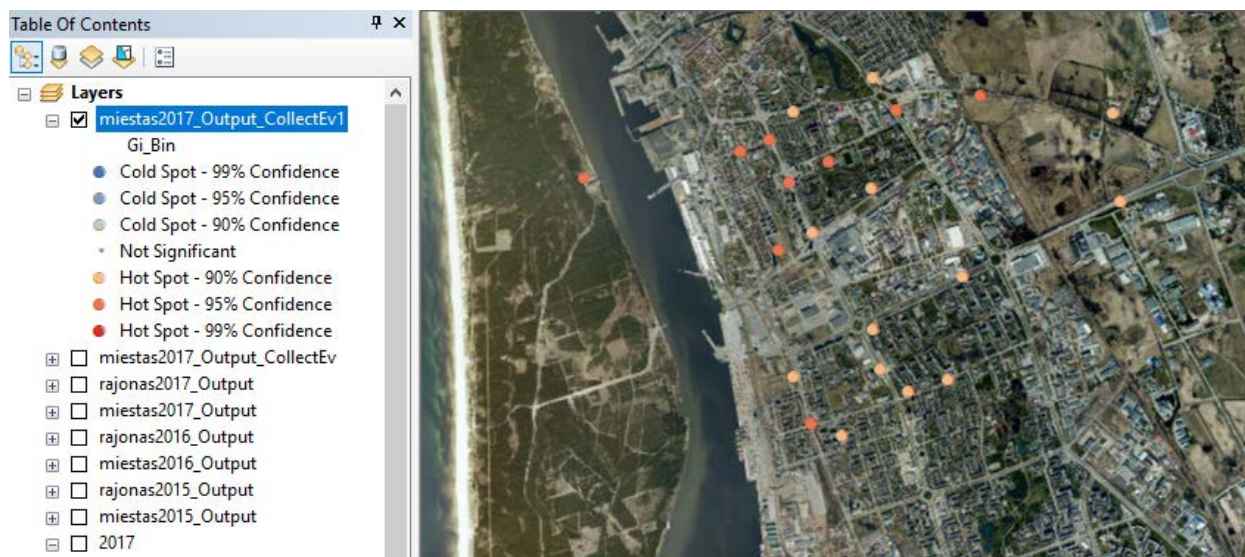 Table Of Contents
Layers
miestas2017_Output_CollectEv1
Gi_Bin
Cold Spot - 99% Confidence
Cold Spot - 95% Confidence
Cold Spot - 90% Confidence
Not Significant
Hot Spot - 90% Confidence
Hot Spot - 95% Confidence
Hot Spot - 99% Confidence
miestas2017_Output_CollectEv
rajonas2017_Output
miestas2017_Output
rajonas2016_Output
miestas2016_Output
rajonas2015_Output
miestas2015_Output
2017